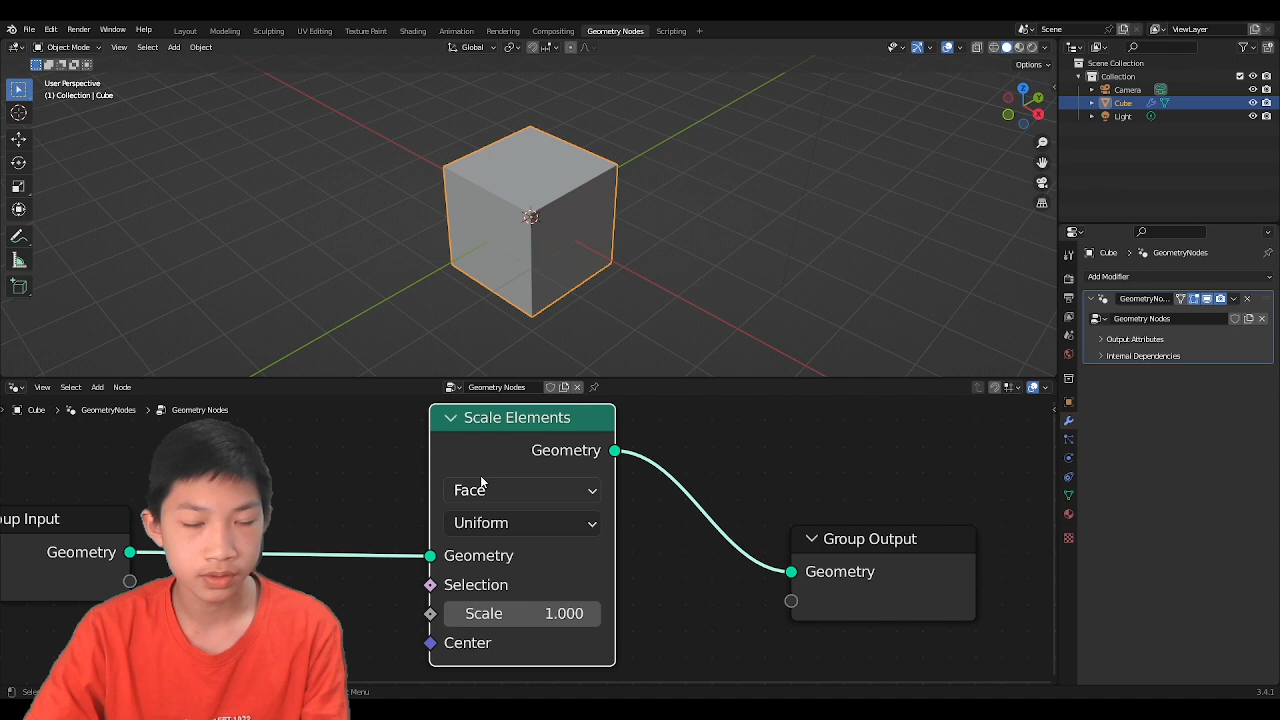 File Edit Render Window Help Layout Modeling Sculpting UV Editing Texture Paint Shading Animation Rendering Compositing Geometry Nodes Scripting + Scene ViewLayer
Object Mode View Select Add Object Global
Options
User Perspective
(1) Collection | Cube
Z
Y
X
Scene Collection
Collection
Camera
Cube
Light
Cube GeometryNodes
Add Modifier
GeometryNo...
Geometry Nodes
Output Attributes
Internal Dependencies
View Select Add Node Geometry Nodes
Cube GeometryNodes Geometry Nodes
Scale Elements
Geometry
Face
Uniform
Geometry
Selection
Scale 1.000
Center
oup Input
Geometry
Group Output
Geometry
Menu
3.4.1